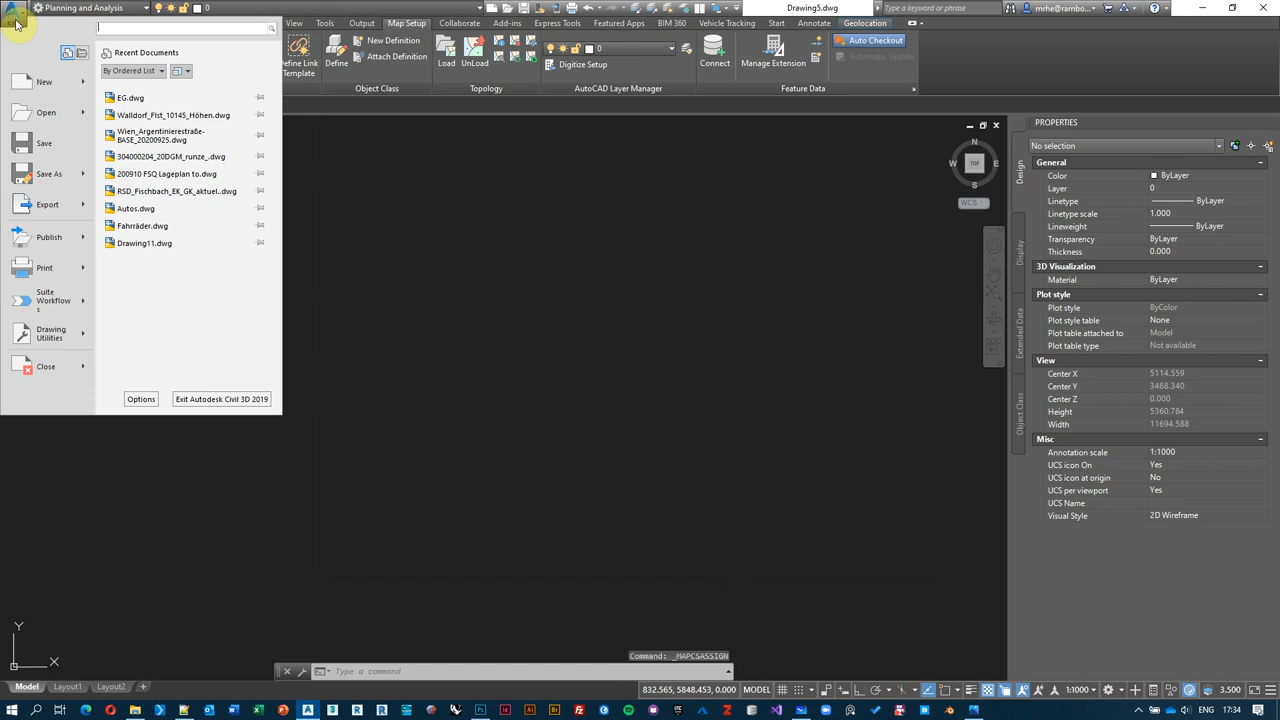 Planning and Analysis
0
Drawing5.dwg
Type a keyword or phrase
mrhe@rambo...
View
Tools
Output
Map Setup
Collaborate
Add-ins
Express Tools
Featured Apps
BIM 360
Vehicle Tracking
Start
Annotate
Geolocation
Define Link
Template
Define
New Definition
Attach Definition
Object Class
Load
Unload
Topology
0
Digitize Setup
AutoCAD Layer Manager
Connect
Manage Extension
Feature Data
Auto Checkout
Automatic Update
Recent Documents
By Ordered List
EG.dwg
Walldorf_Flst_10145_Höhen.dwg
Wien_Argentinierestraße-
BASE_20200925.dwg
304000204_20DGM_runze_.dwg
200910 FSQ Lageplan to.dwg
RSD_Fischbach_EK_GK_aktuel..dwg
Autos.dwg
Fahrräder.dwg
Drawing11.dwg
New
Open
Save
Save As
Export
Publish
Print
Suite
Workflow
s
Drawing
Utilities
Close
Options
Exit Autodesk Civil 3D 2019
N
W
TOP
E
S
WCS
PROPERTIES
No selection
Design
Display
Extended Data
Object Class
General
Color ByLayer
Layer 0
Linetype ByLayer
Linetype scale 1.000
Lineweight ByLayer
Transparency ByLayer
Thickness 0.000
3D Visualization
Material ByLayer
Plot style
Plot style ByColor
Plot style table None
Plot table attached to Model
Plot table type Not available
View
Center X 5114.559
Center Y 3468.340
Center Z 0.000
Height 5360.784
Width 11694.588
Misc
Annotation scale 1:1000
UCS icon On Yes
UCS icon at origin No
UCS per viewport Yes
UCS Name
Visual Style 2D Wireframe
Y
X
Command: _MAPCSASSIGN
Type a command
Model
Layout1
Layout2
832.565, 5848.453, 0.000
MODEL
1:1000
3.500
ENG
17:34